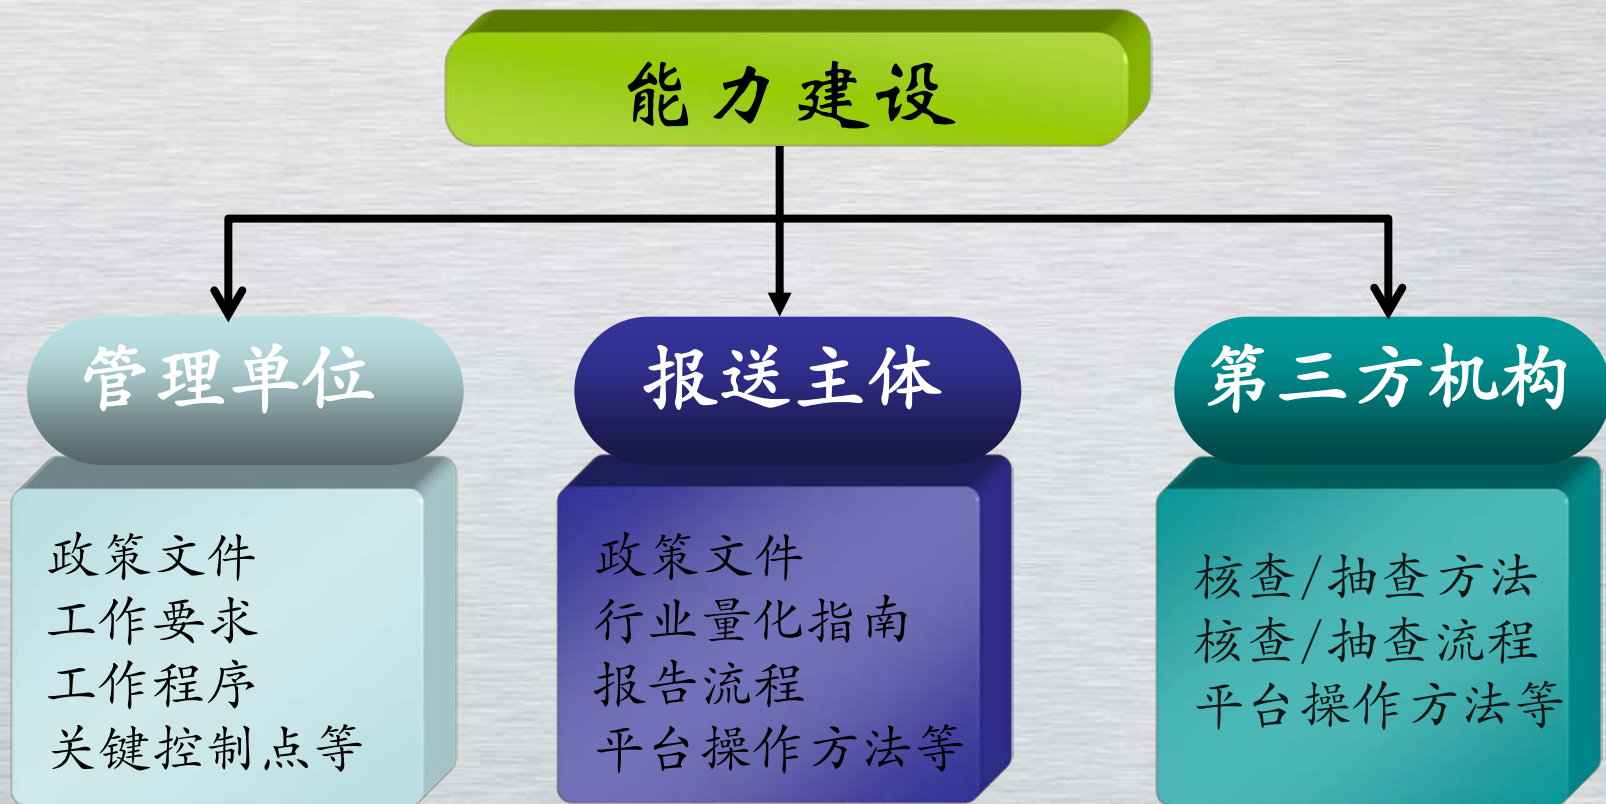 能力建设
管理单位
政策文件
工作要求
工作程序
关键控制点等
报送主体
政策文件
行业量化指南
报告流程
平台操作方法等
第三方机构
核查/抽查方法
核查/抽查流程
平台操作方法等